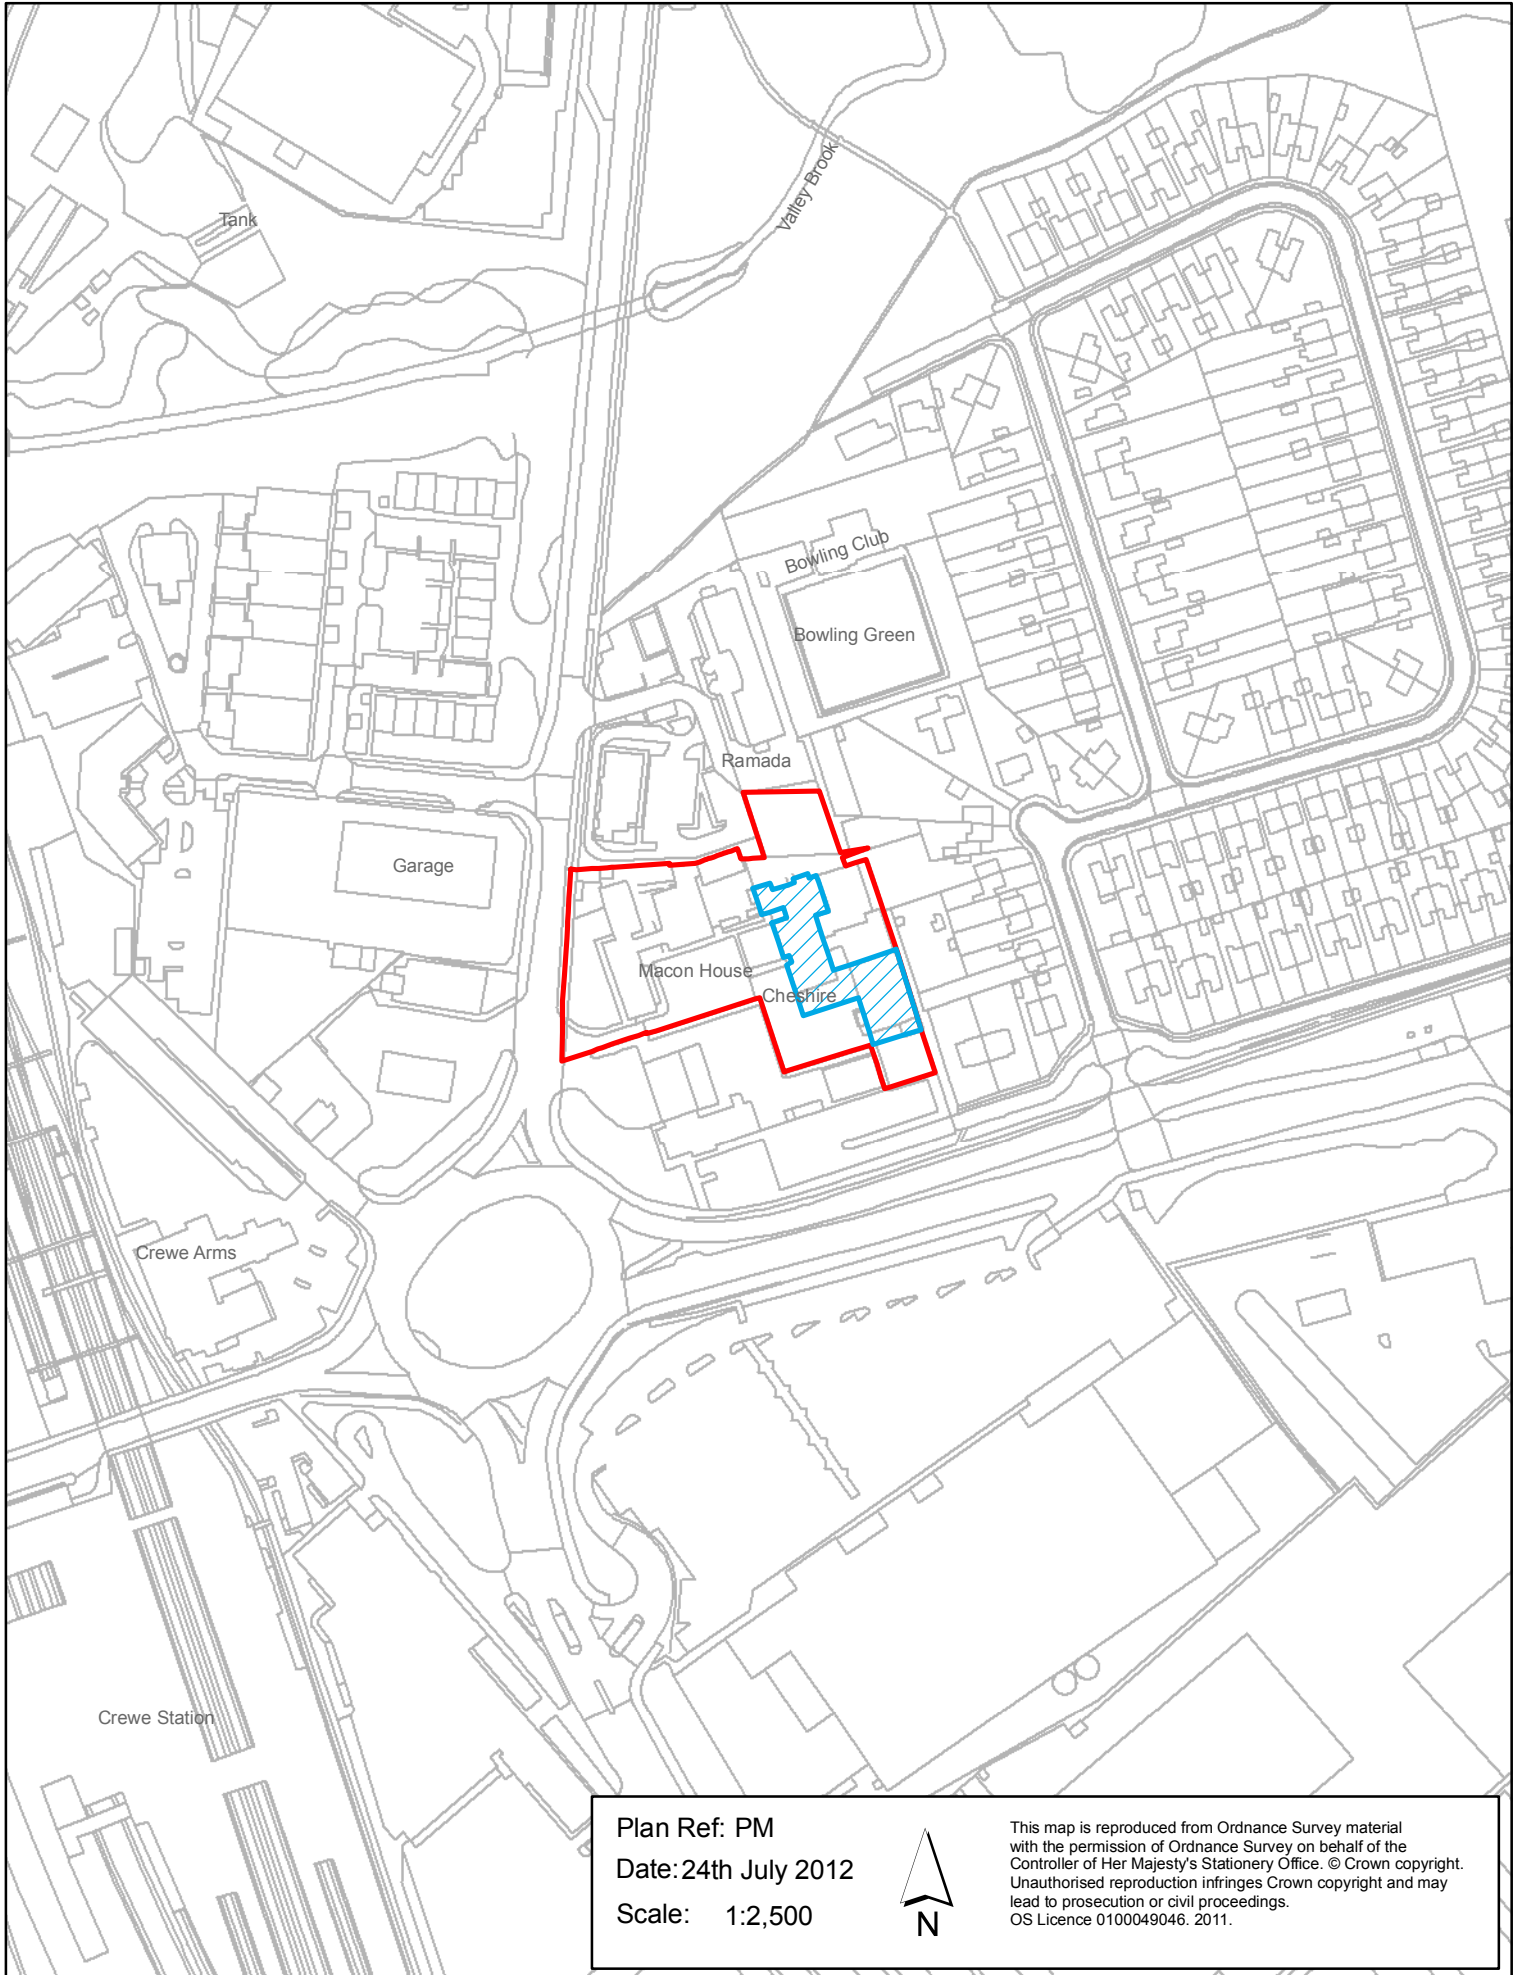 Tank
Valley Brook
Bowling Club
Bowling Green
Ramada
Garage
Macon House
Cheshire
Crewe Arms
Crewe Station
Plan Ref: PM
Date: 24th July 2012
Scale: 1:2,500
N
This map is reproduced from Ordnance Survey material
with the permission of Ordnance Survey on behalf of the
Controller of Her Majesty's Stationery Office. © Crown copyright.
Unauthorised reproduction infringes Crown copyright and may
lead to prosecution or civil proceedings.
OS Licence 0100049046. 2011.